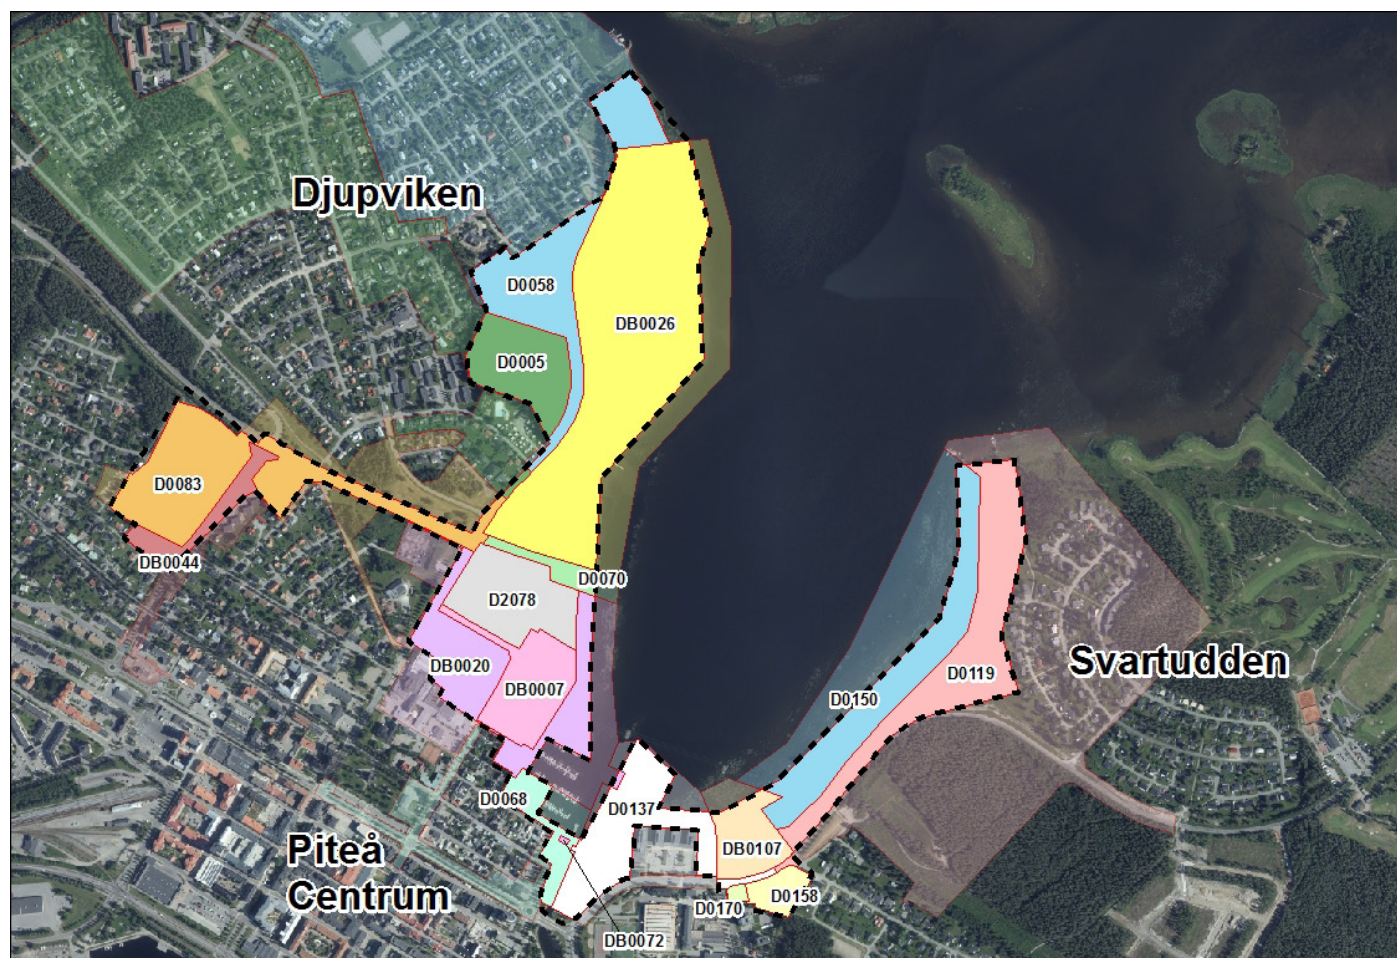 Djupviken
D0058
DB0026
D0005
D0083
DB0044
D0070
D2078
DB0020
DB0007
D0119
Svartudden
D0150
D0068
D0137
DB0107
Piteå
Centrum
D0170
D0158
DB0072